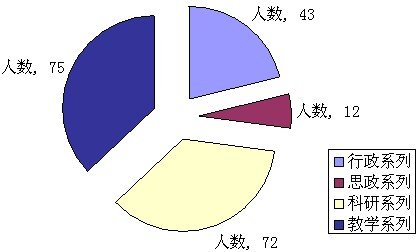 人数, 43
人数, 75
人数, 12
人数, 72
行政系列
思政系列
科研系列
教学系列